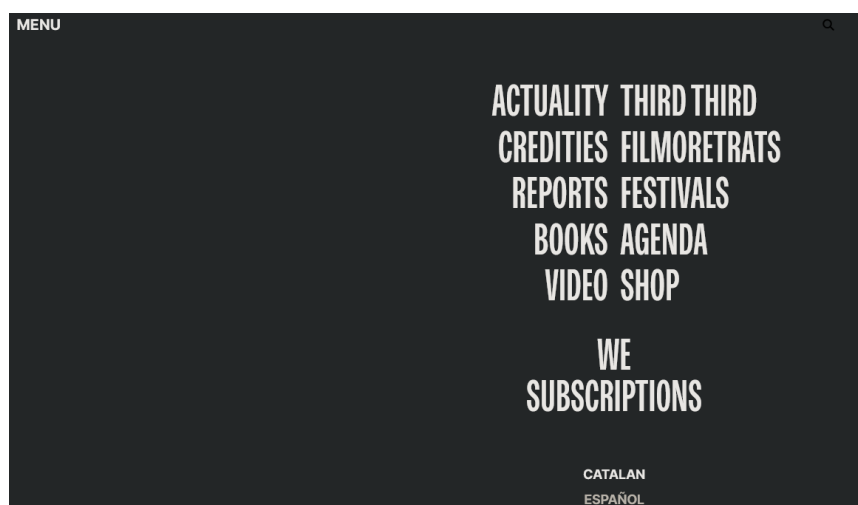 MENU
ACTUALITY THIRD THIRD
CREDITIES FILMORETRATS
REPORTS FESTIVALS
BOOKS AGENDA
VIDEO SHOP
WE
SUBSCRIPTIONS
CATALAN
ESPAÑOL